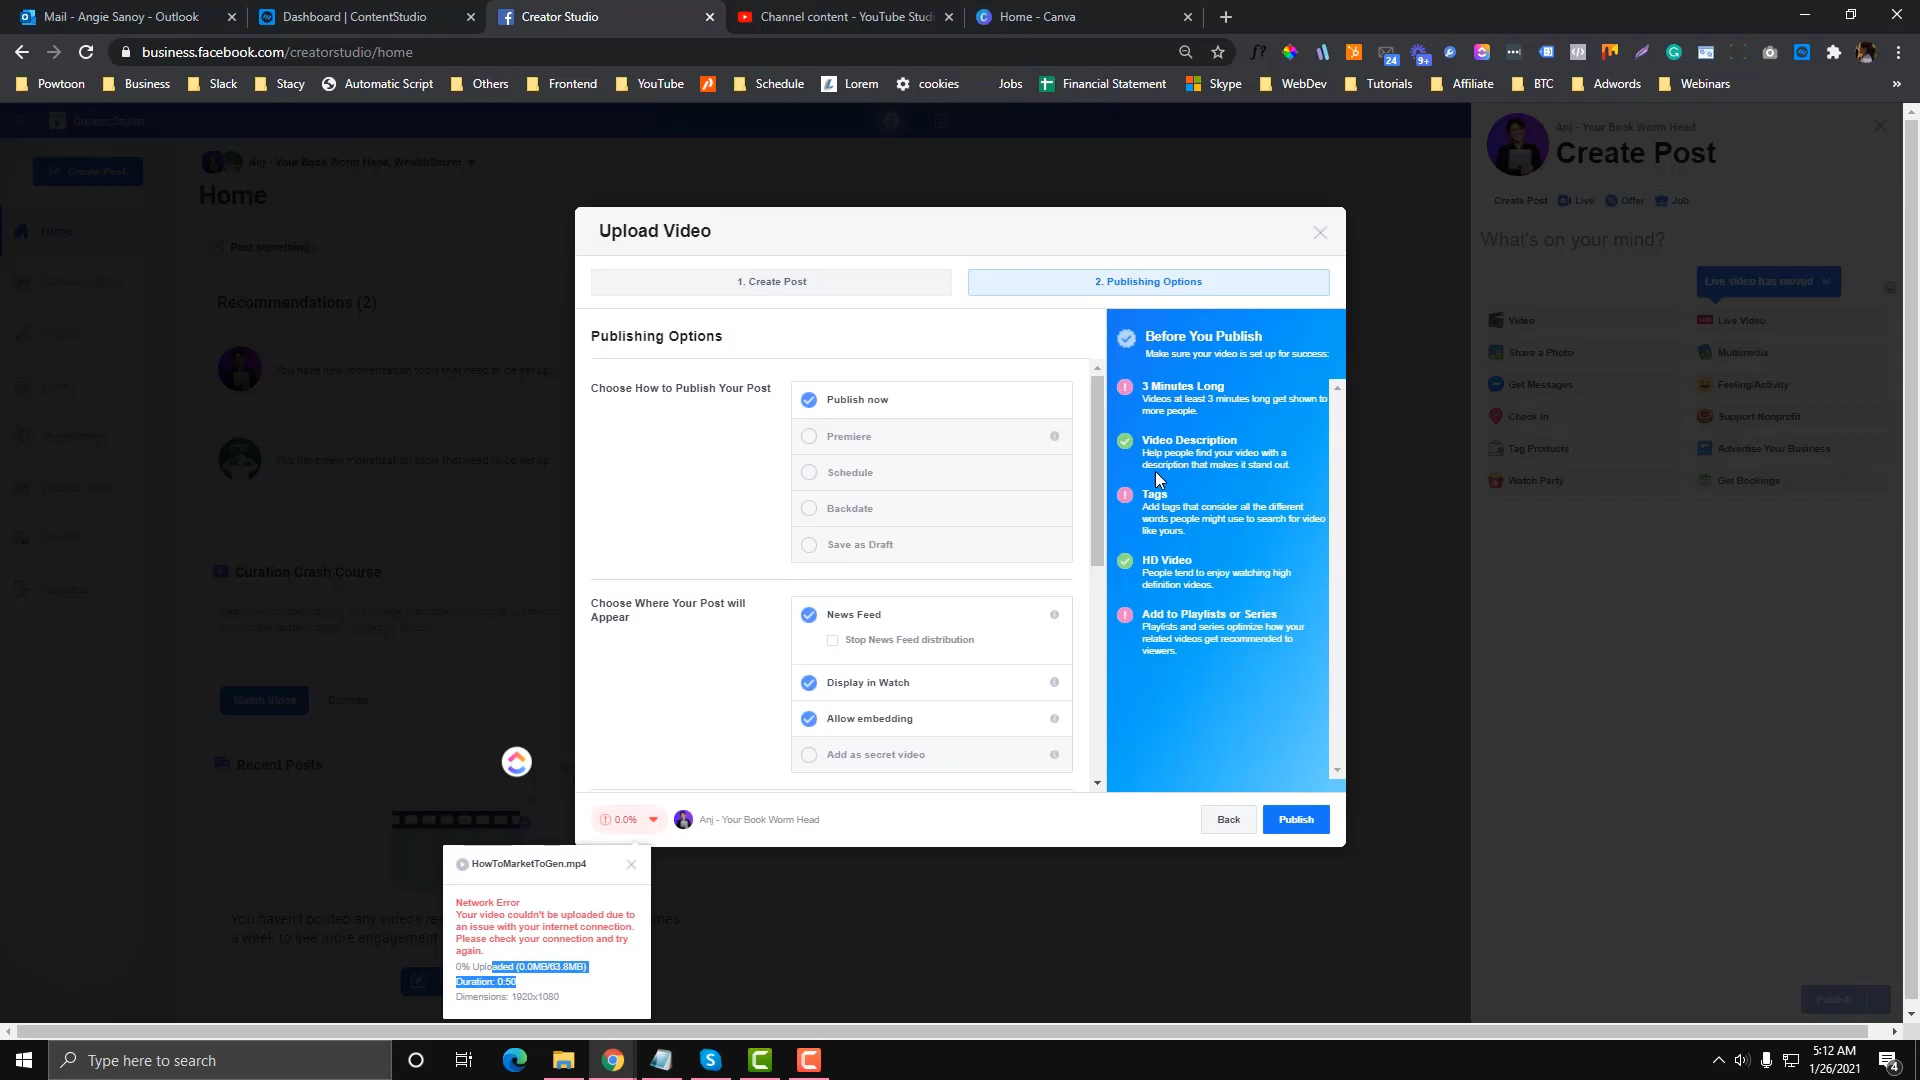 Mail - Angie Sanoy - Outlook
Dashboard | ContentStudio
Creator Studio
Channel content - YouTube Studi
Home - Canva
business.facebook.com/creatorstudio/home
24
9+
Powtoon
Business
Slack
Stacy
Automatic Script
Others
Frontend
YouTube
Schedule
Lorem
cookies
Jobs
Financial Statement
Skype
WebDev
Tutorials
Affiliate
BTC
Adwords
Webinars
Creator Studio
Create Post
Anj - Your Book Worm Head, WealthSecret
Home
Home
Post something...
Recommendations (2)
You have new monetization tools that need to be set up
You have new monetization tools that need to be set up
Curation Crash Course
Watch Video
Dismiss
Recent Posts
You haven't posted any videos re
a week to see more engagement
Upload Video
1. Create Post
2. Publishing Options
Publishing Options
Choose How to Publish Your Post
Publish now
Premiere
Schedule
Backdate
Save as Draft
Choose Where Your Post will
Appear
News Feed
Stop News Feed distribution
Display in Watch
Allow embedding
Add as secret video
Before You Publish
Make sure your video is set up for success:
3 Minutes Long
Videos at least 3 minutes long get shown to
more people.
Video Description
Help people find your video with a
description that makes it stand out.
Tags
Add tags that consider all the different
words people might use to search for video
like yours.
HD Video
People tend to enjoy watching high
definition videos.
Add to Playlists or Series
Playlists and series optimize how your
related videos get recommended to
viewers.
0.0%
Anj - Your Book Worm Head
Back
Publish
HowToMarketToGen.mp4
Network Error
Your video couldn't be uploaded due to
an issue with your internet connection.
Please check your connection and try
again.
0% Uploaded (0.0MB/63.8MB)
Duration: 0:50
Dimensions: 1920x1080
Anj - Your Book Worm Head
Create Post
Create Post
Live
Offer
Job
What's on your mind?
Live video has moved
Video
Live Video
Share a Photo
Multimedia
Get Messages
Feeling/Activity
Check in
Support Nonprofit
Tag Products
Advertise Your Business
Watch Party
Get Bookings
Publish
Type here to search
5:12 AM
1/26/2021
4